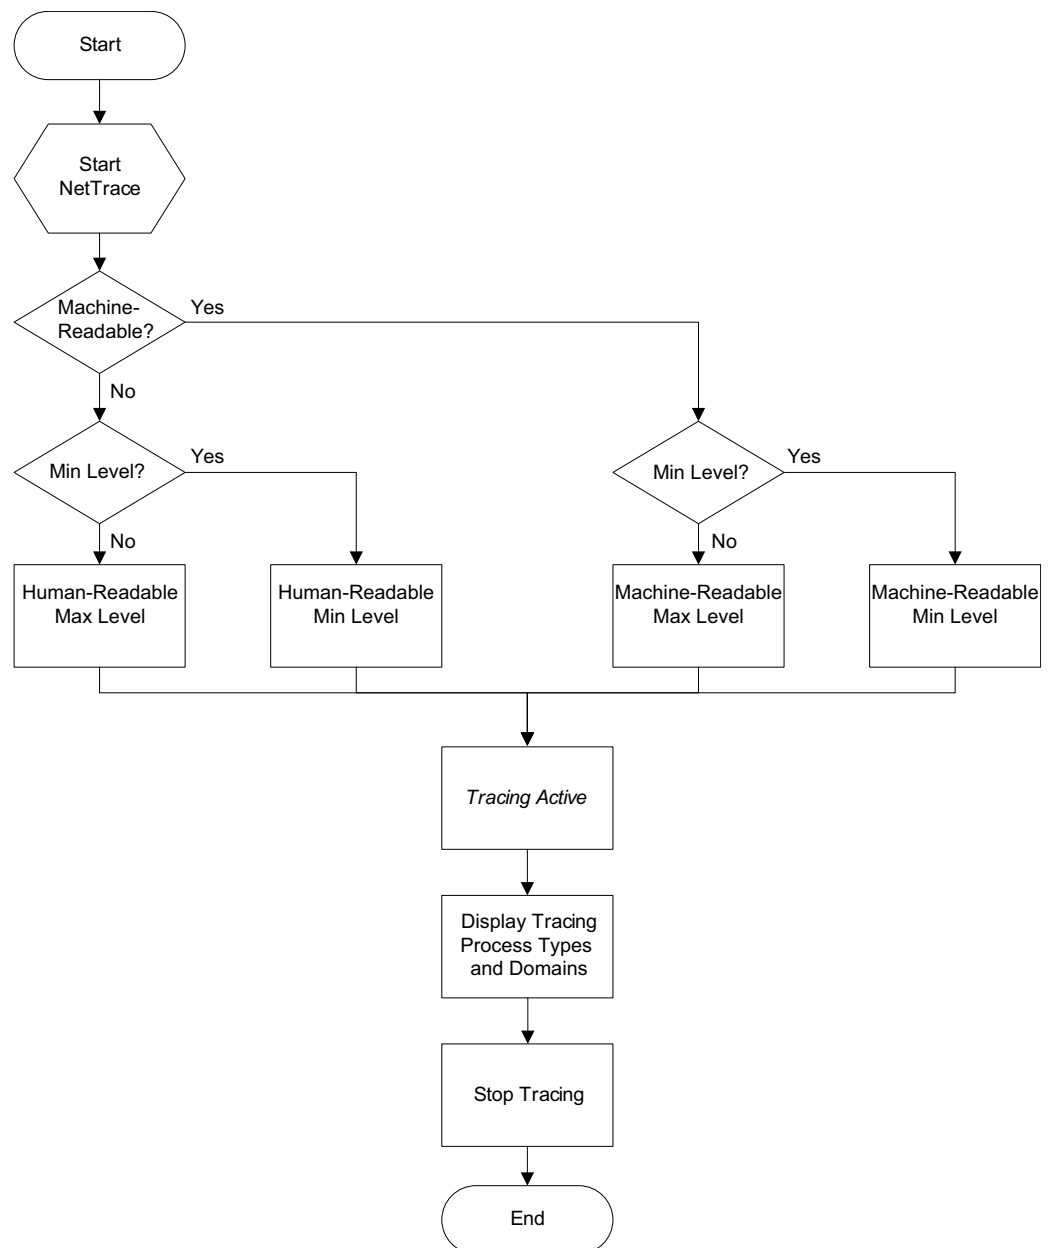 Start
Start
NetTrace
Machine-
Readable?
Yes
No
Min Level?
Yes
Min Level?
Yes
No
No
Human-Readable
Max Level
Human-Readable
Min Level
Machine-Readable
Max Level
Machine-Readable
Min Level
Tracing Active
Display Tracing
Process Types
and Domains
Stop Tracing
End